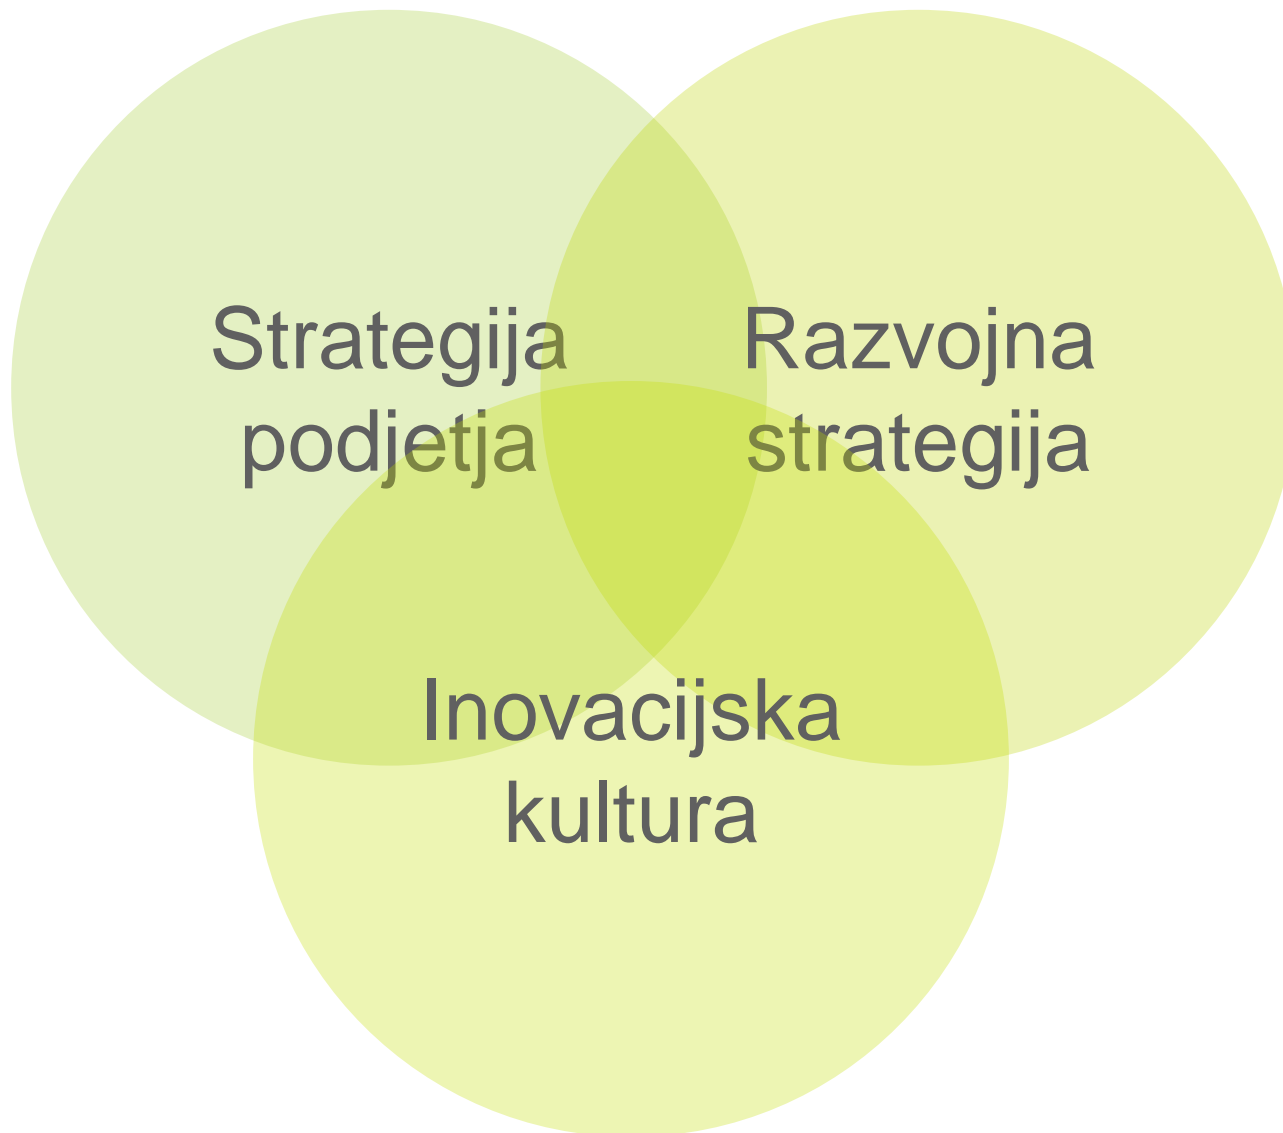 Strategija
podjetja
Razvojna
strategija
Inovacijska
kultura